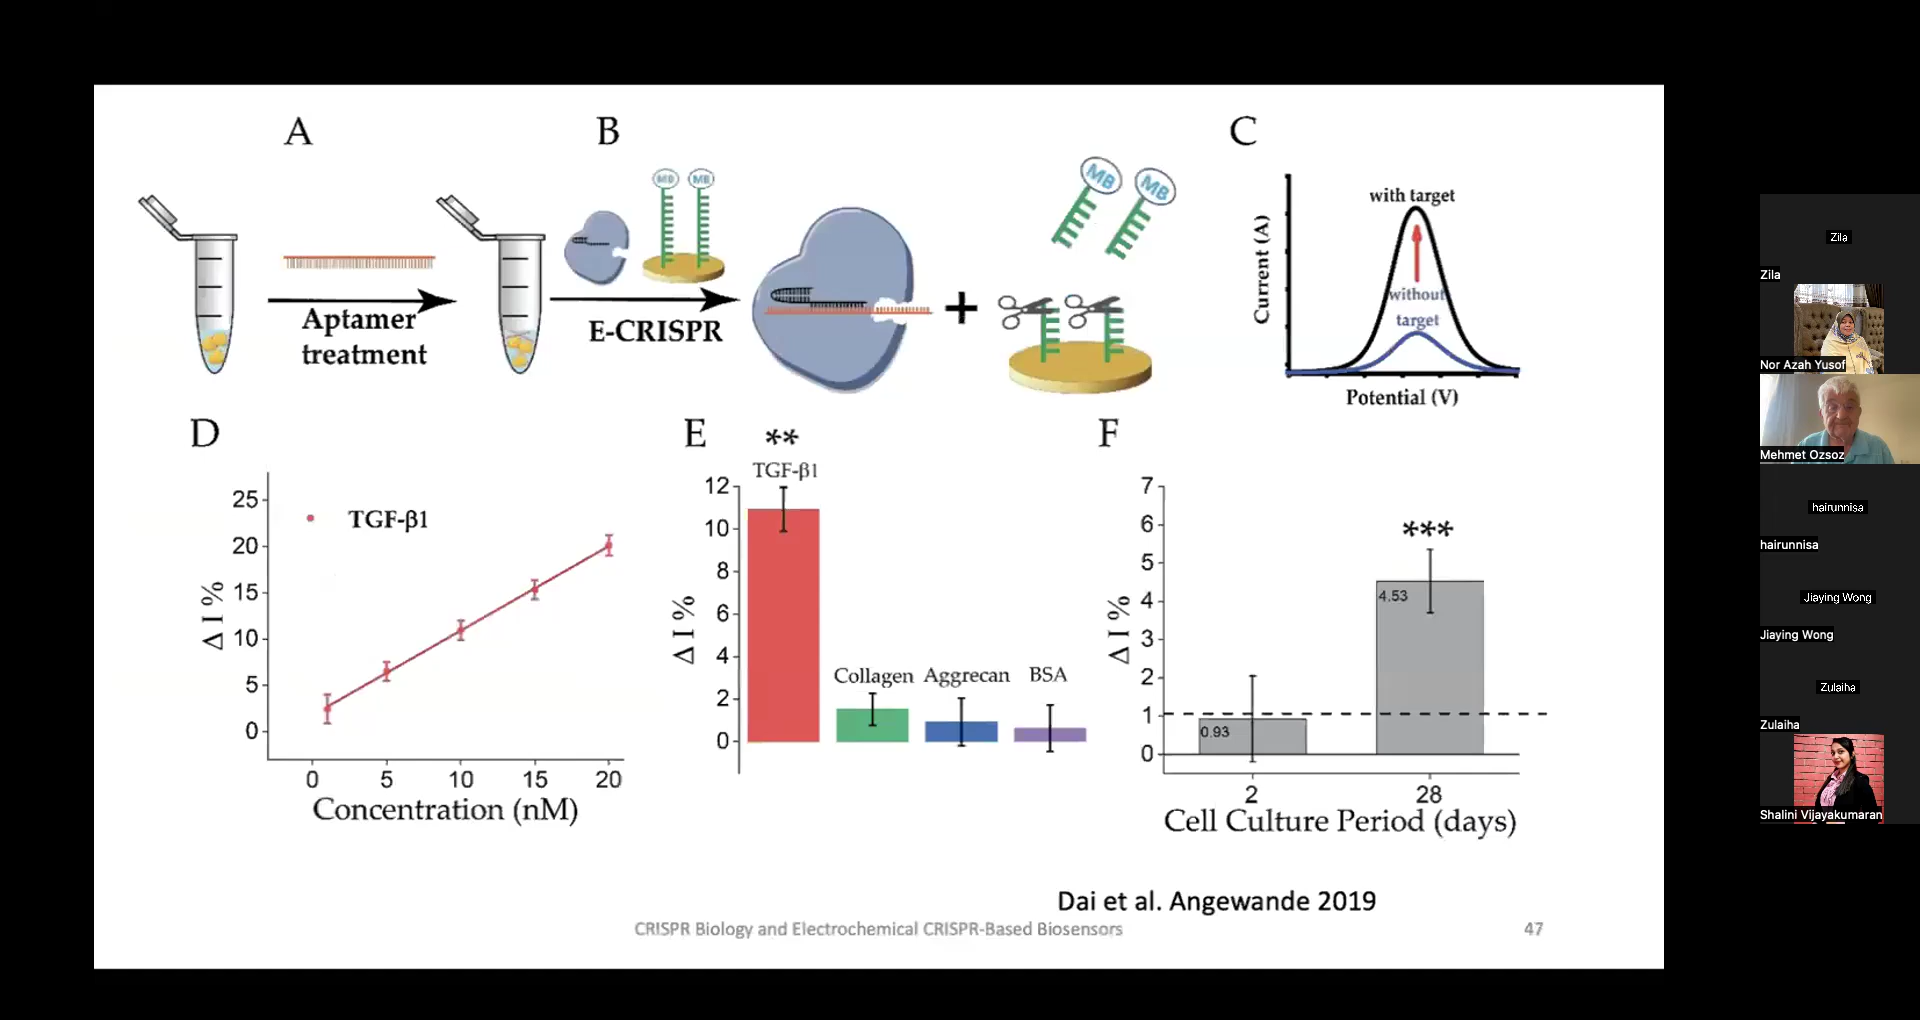 A
B
C
MB
MB
MB
MB
Aptamer
treatment
E-CRISPR
+
Current (A)
with target
without
target
Potential (V)
D
TGF-β1
Δ I %
25
20
15
10
5
0
0 5 10 15 20
Concentration (nM)
E
**
TGF-β1
Δ I %
12
10
8
6
4
2
0
Collagen Aggrecan BSA
F
***
Δ I %
7
6
5
4
3
2
1
0
0.93
4.53
2 28
Cell Culture Period (days)
Dai et al. Angewande 2019
CRISPR Biology and Electrochemical CRISPR-Based Biosensors
47
Zila
Zila
Nor Azah Yusof
Mehmet Ozsoz
hairunnisa
hairunnisa
Jiaying Wong
Jiaying Wong
Zulaiha
Zulaiha
Shalini Vijayakumaran